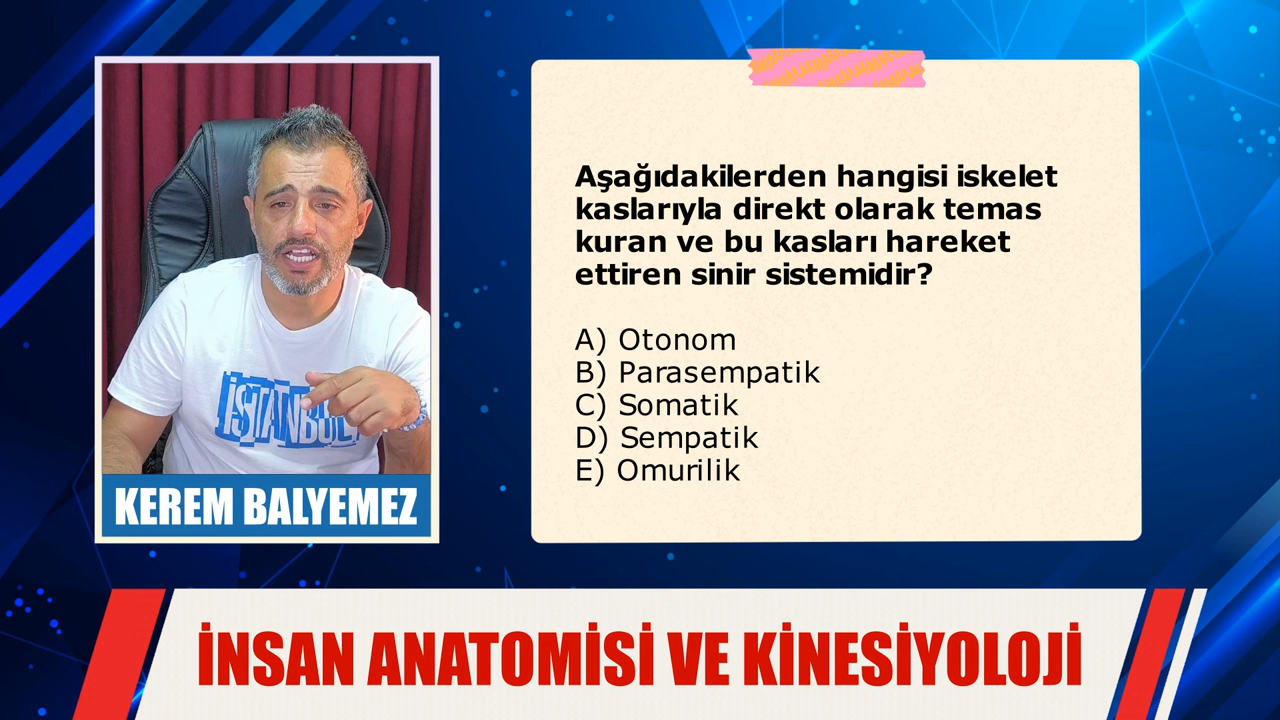 İSTANBUL
KEREM BALYEMEZ
Aşağıdakilerden hangisi iskelet
kaslarıyla direkt olarak temas
kuran ve bu kasları hareket
ettiren sinir sistemidir?
A) Otonom
B) Parasempatik
C) Somatik
D) Sempatik
E) Omurilik
İNSAN ANATOMİSİ VE KİNESİYOLOJİ